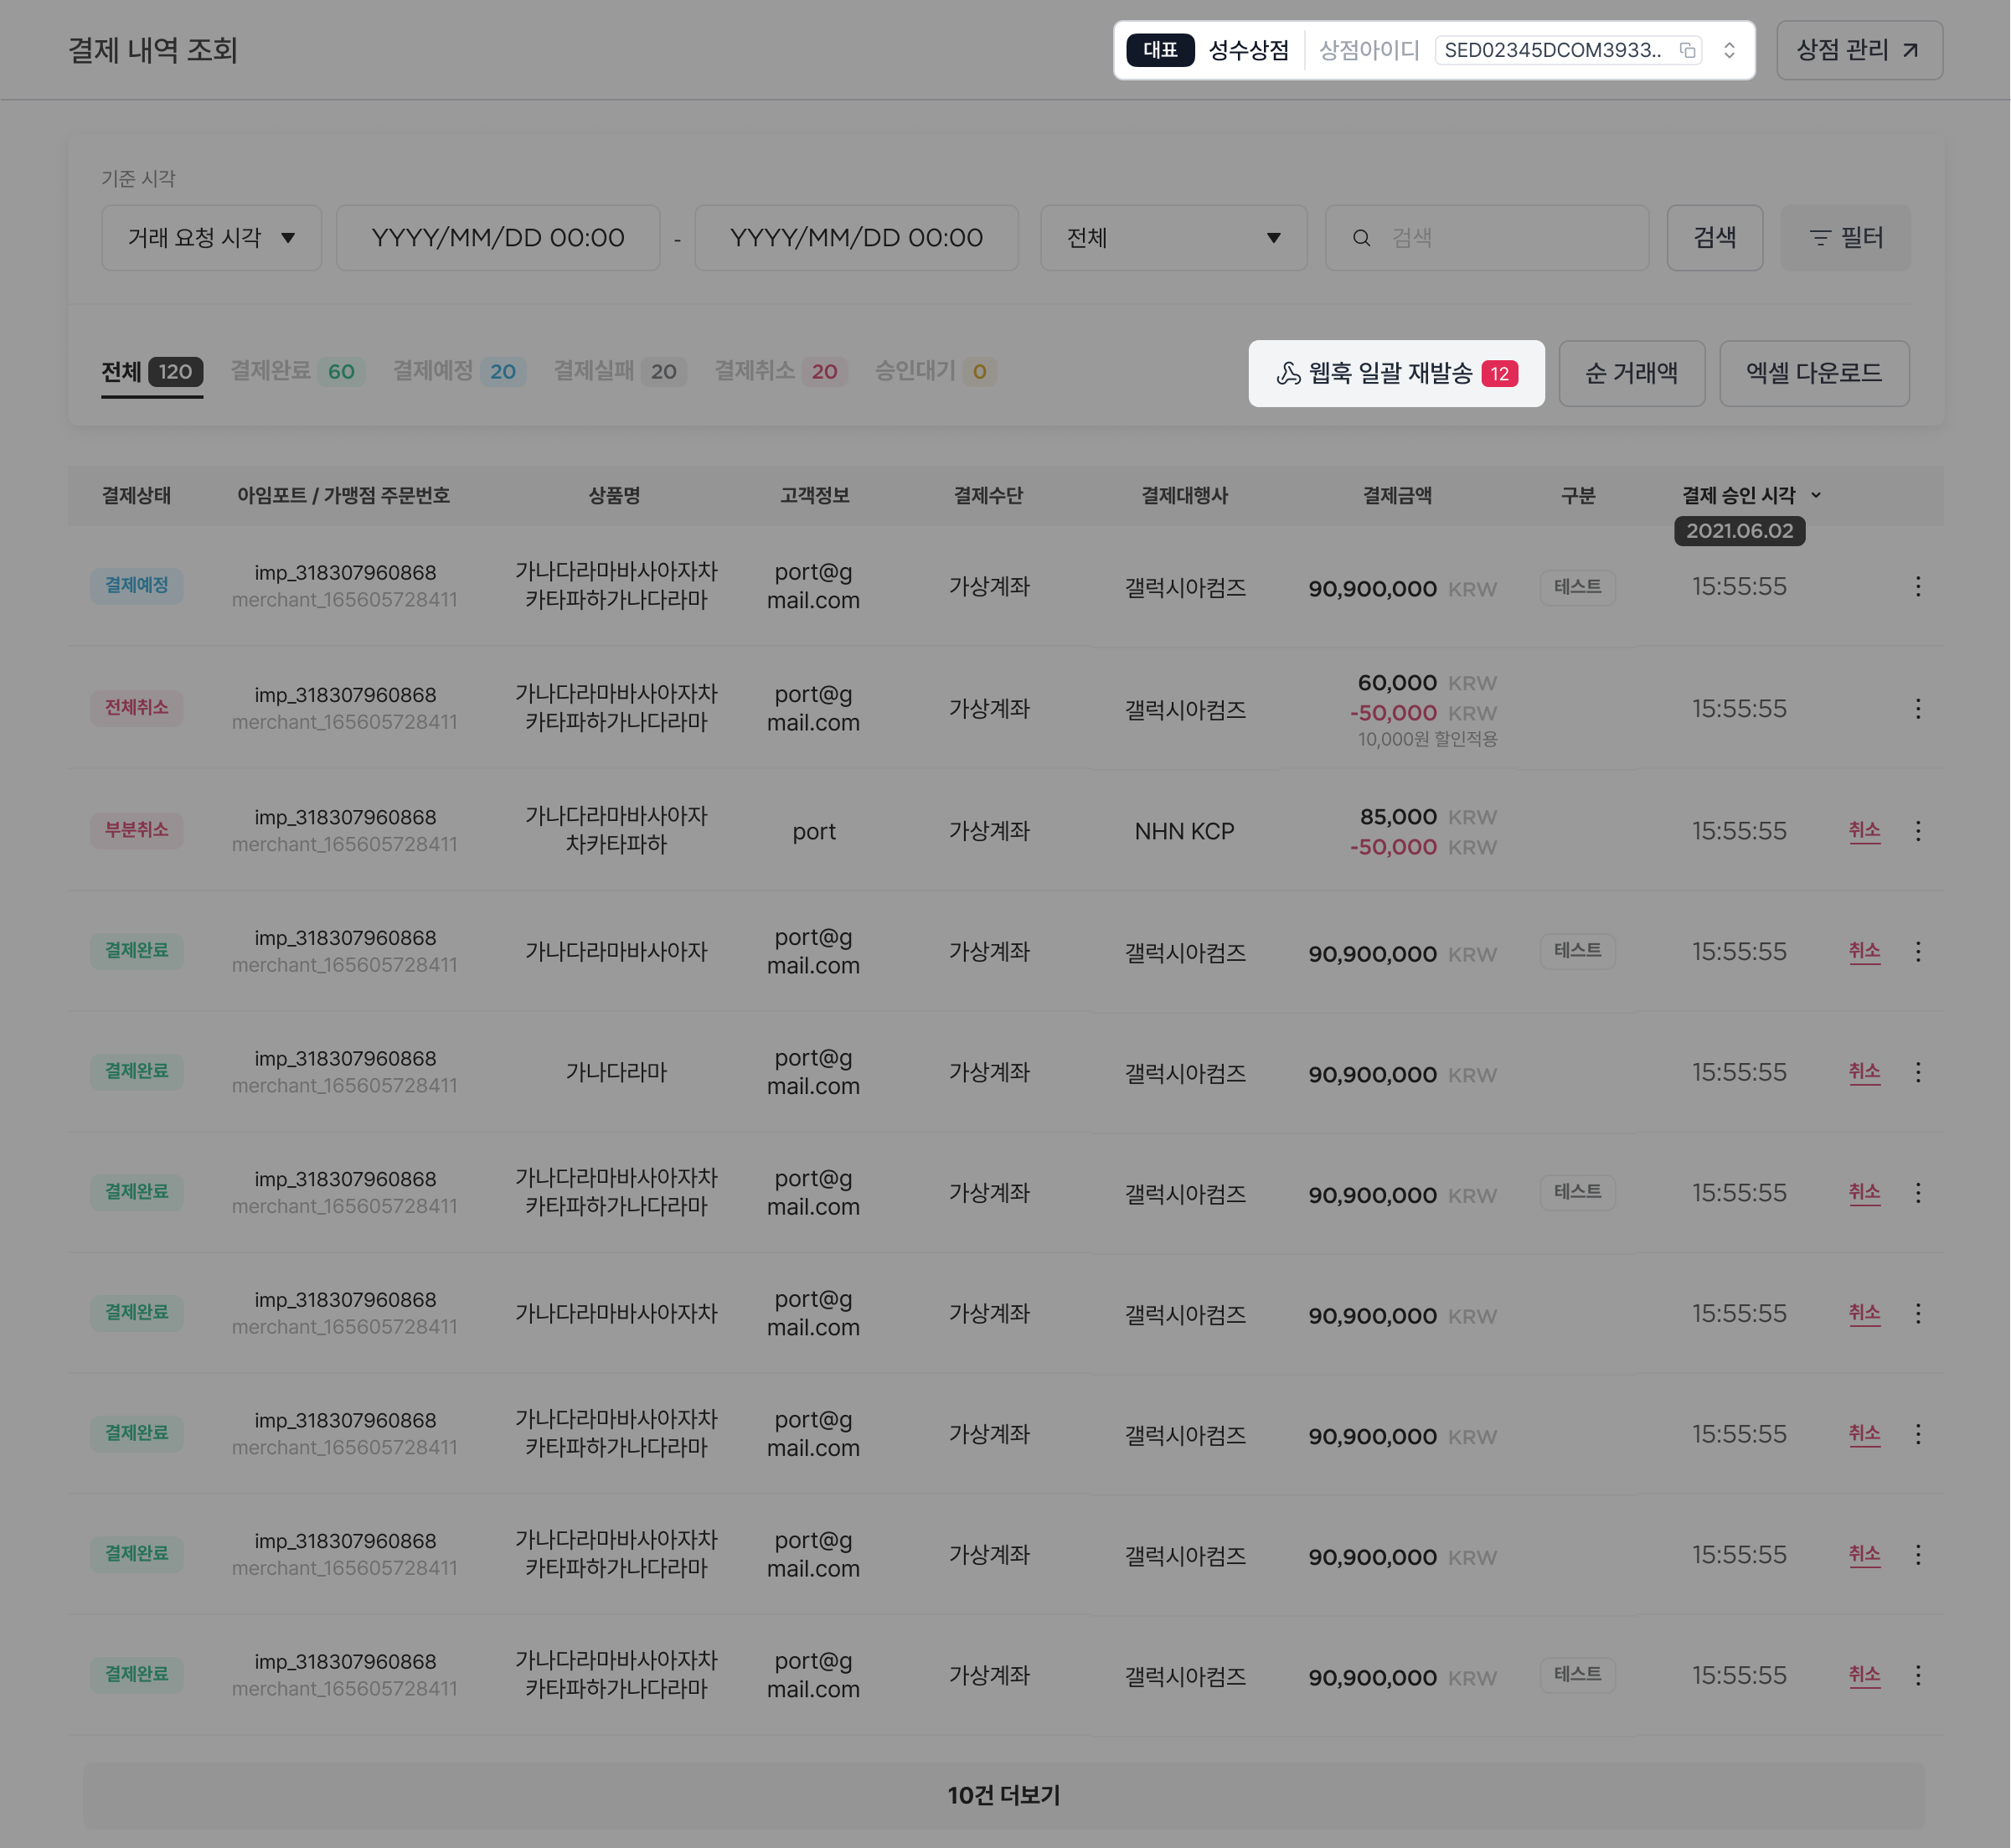 결제 내역 조회
대표 성수상점 상점아이디 SED02345DCOM3933..
상점 관리
기준 시각
거래 요청 시각 YYYY/MM/DD 00:00 - YYYY/MM/DD 00:00 전체 검색 검색 필터
전체 120 결제완료 60 결제예정 20 결제실패 20 결제취소 20 승인대기 0
웹훅 일괄 재발송 12 순 거래액 엑셀 다운로드
결제상태 아임포트 / 가맹점 주문번호 상품명 고객정보 결제수단 결제대행사 결제금액 구분 결제 승인 시각
2021.06.02
결제예정 imp_318307960868 가나다라마바사아자차 port@g 가상계좌 갤럭시아컴즈 90,900,000 KRW 테스트 15:55:55
merchant_165605728411 카타파하가나다라마 mail.com
전체취소 imp_318307960868 가나다라마바사아자차 port@g 가상계좌 갤럭시아컴즈 60,000 KRW 15:55:55
merchant_165605728411 카타파하가나다라마 mail.com -50,000 KRW
10,000원 할인적용
부분취소 imp_318307960868 가나다라마바사아자 port 가상계좌 NHN KCP 85,000 KRW 15:55:55 취소
merchant_165605728411 차카타파하 -50,000 KRW
결제완료 imp_318307960868 가나다라마바사아자 port@g 가상계좌 갤럭시아컴즈 90,900,000 KRW 테스트 15:55:55 취소
merchant_165605728411 mail.com
결제완료 imp_318307960868 가나다라마 port@g 가상계좌 갤럭시아컴즈 90,900,000 KRW 15:55:55 취소
merchant_165605728411 mail.com
결제완료 imp_318307960868 가나다라마바사아자차 port@g 가상계좌 갤럭시아컴즈 90,900,000 KRW 테스트 15:55:55 취소
merchant_165605728411 카타파하가나다라마 mail.com
결제완료 imp_318307960868 가나다라마바사아자차 port@g 가상계좌 갤럭시아컴즈 90,900,000 KRW 15:55:55 취소
merchant_165605728411 mail.com
결제완료 imp_318307960868 가나다라마바사아자차 port@g 가상계좌 갤럭시아컴즈 90,900,000 KRW 15:55:55 취소
merchant_165605728411 카타파하가나다라마 mail.com
결제완료 imp_318307960868 가나다라마바사아자차 port@g 가상계좌 갤럭시아컴즈 90,900,000 KRW 15:55:55 취소
merchant_165605728411 카타파하가나다라마 mail.com
결제완료 imp_318307960868 가나다라마바사아자차 port@g 가상계좌 갤럭시아컴즈 90,900,000 KRW 테스트 15:55:55 취소
merchant_165605728411 카타파하가나다라마 mail.com
10건 더보기